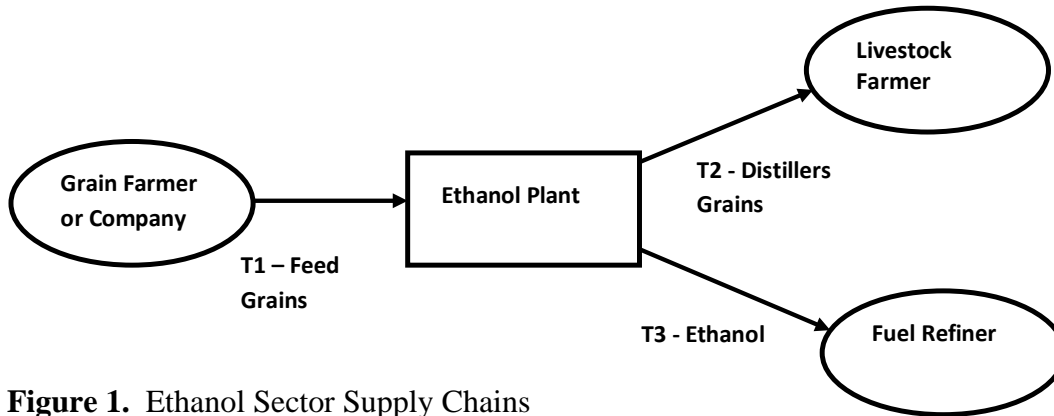 Livestock
Farmer
Grain Farmer
or Company
Ethanol Plant
T2 - Distillers
Grains
T1 – Feed
Grains
T3 - Ethanol
Fuel Refiner
Figure 1.  Ethanol Sector Supply Chains